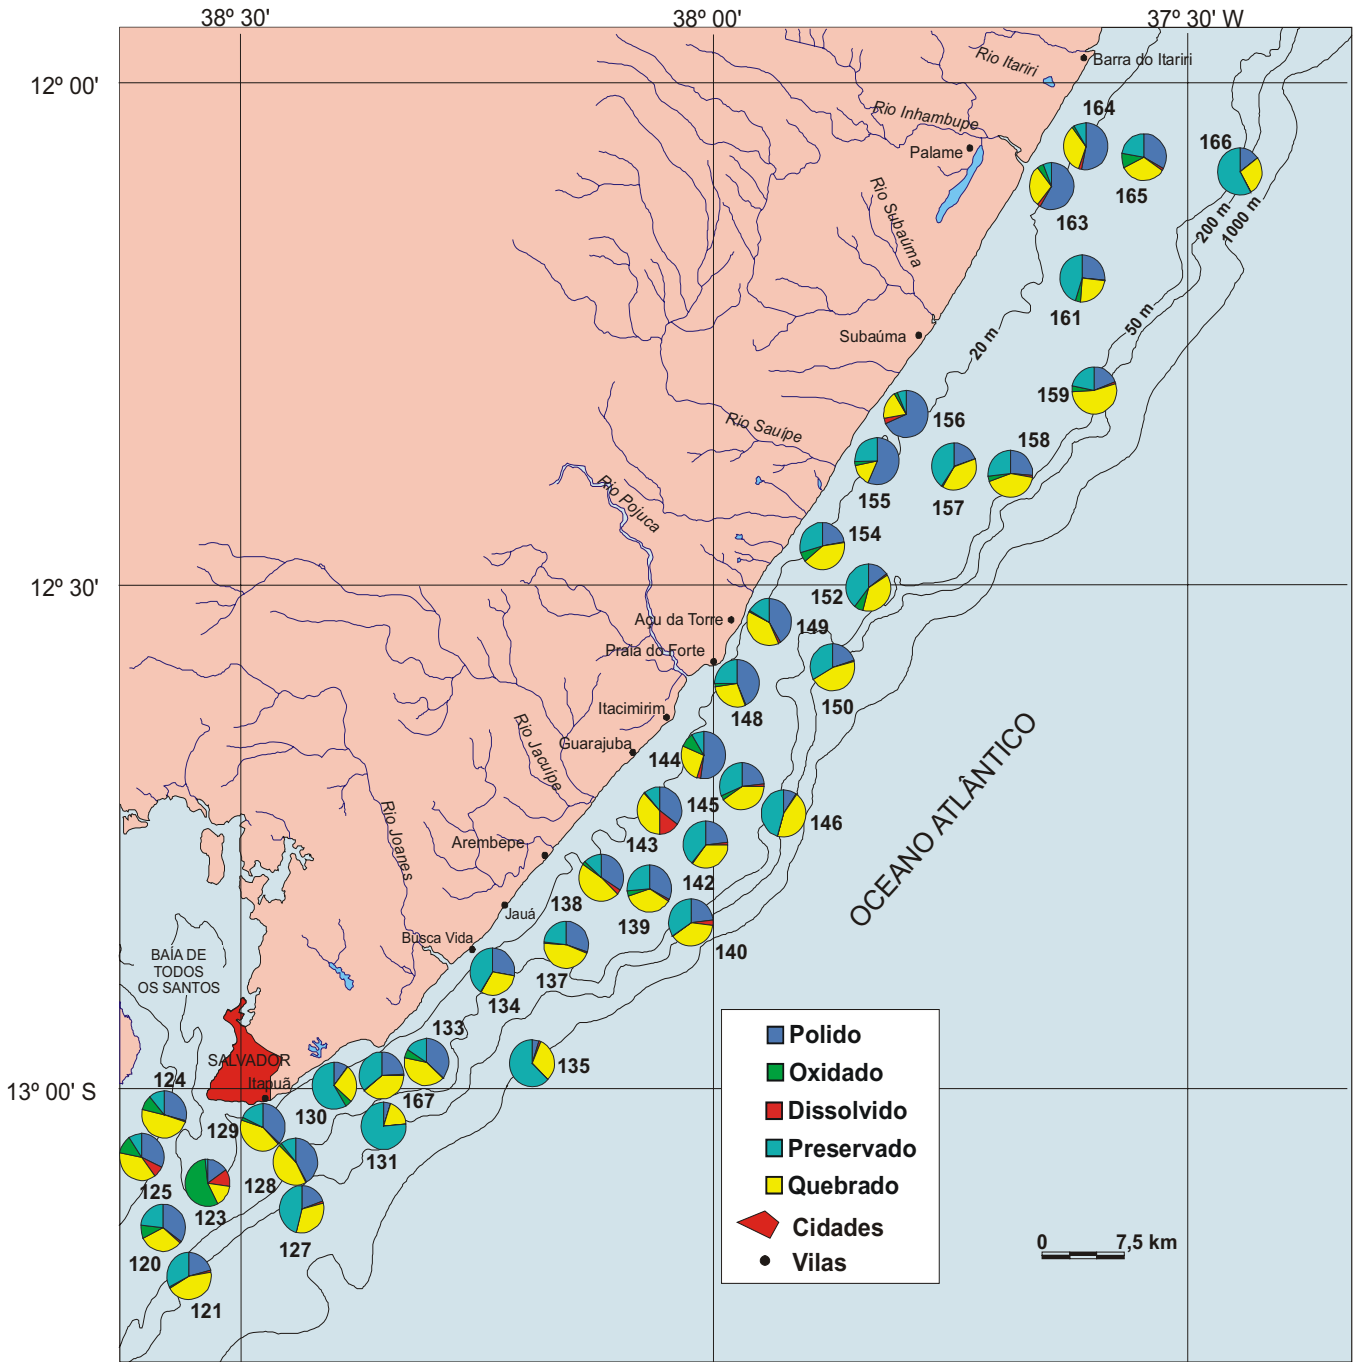 38º 30'
38º 00'
37º 30' W
Rio Itariri
Barra do Itariri
12º 00'
Rio Inhambupe
164
166
Palame
165
163
Rio Subaúma
200 m
1000 m
161
50 m
Subaúma
20 m
159
156
Rio Sauípe
158
155
157
Rio Pojuca
154
12º 30'
152
Açu da Torre
149
Praia do Forte
150
Itacimirim
148
Rio Jacuípe
Guarajuba
144
OCEANO ATLÂNTICO
145
146
Rio Joanes
143
Arembepe
142
138
139
Jauá
Busca Vida
140
137
BAÍA DE
TODOS
OS SANTOS
134
133
SALVADOR
135
124
Itapuã
13º 00' S
130
167
129
131
128
125
123
127
120
121
Polido
Oxidado
Dissolvido
Preservado
Quebrado
Cidades
Vilas
0
7,5 km